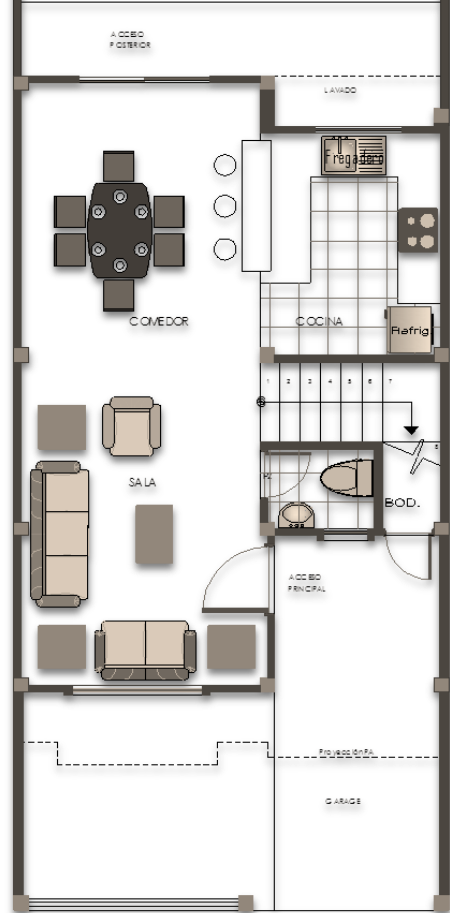 ACCESO
POSTERIOR
LAVADO
Fregadero
COMEDOR
COCINA
Refrig
1 2 3 4 5 6 7
8
SALA
BOD.
ACCESO
PRINCIPAL
ProyecciónPA
GARAGE